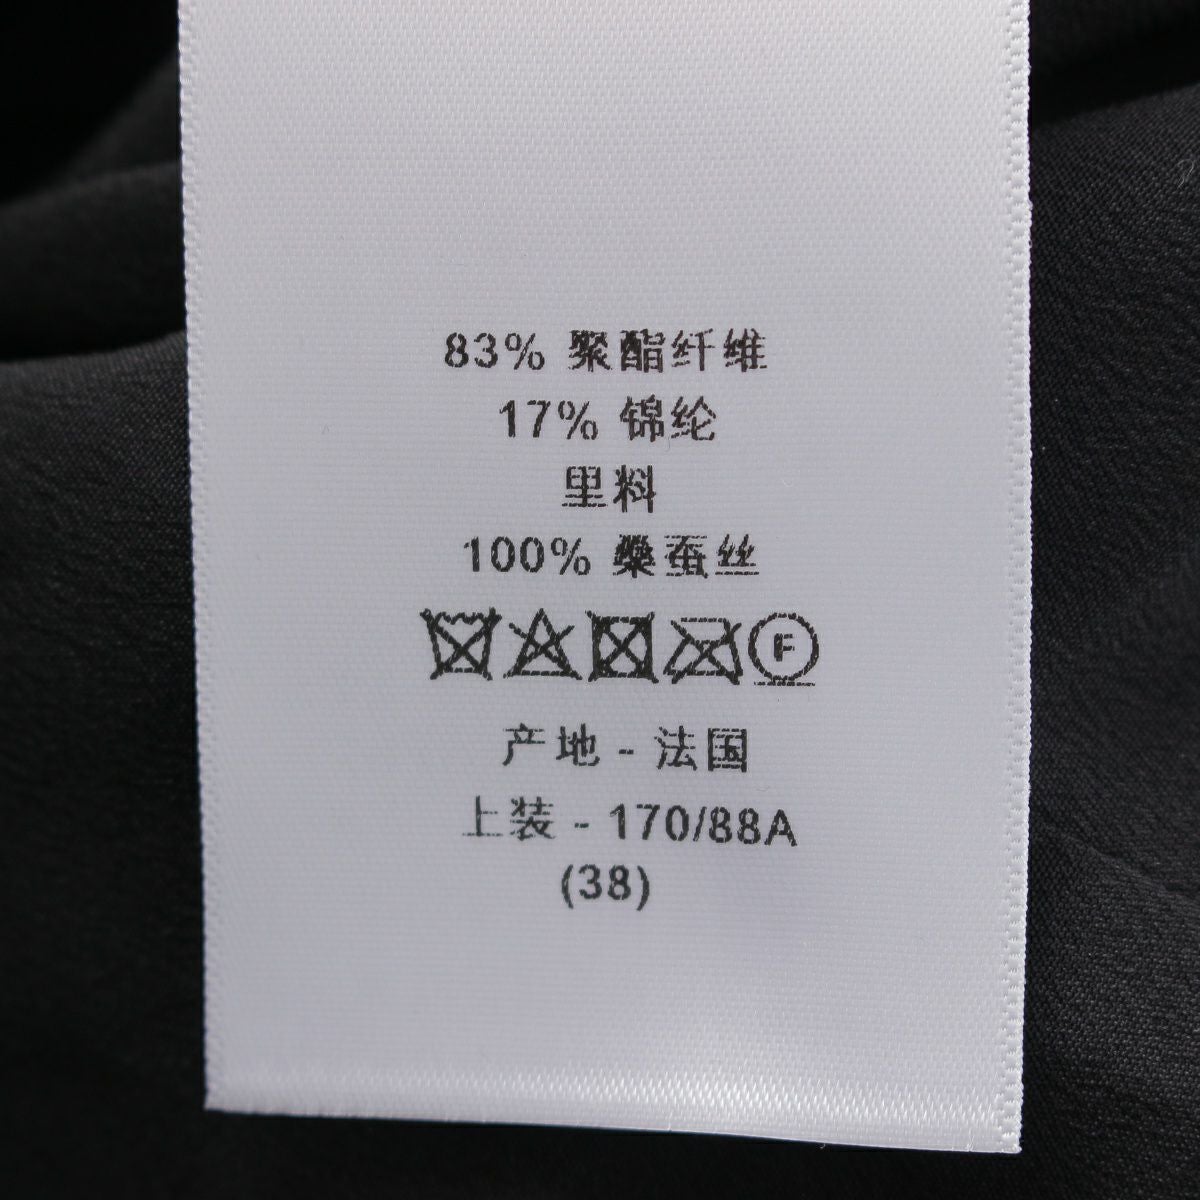 83% 聚酯纤维
17% 锦纶
里料
100% 桑蚕丝
F
产地 - 法国
上装 - 170/88A
(38)